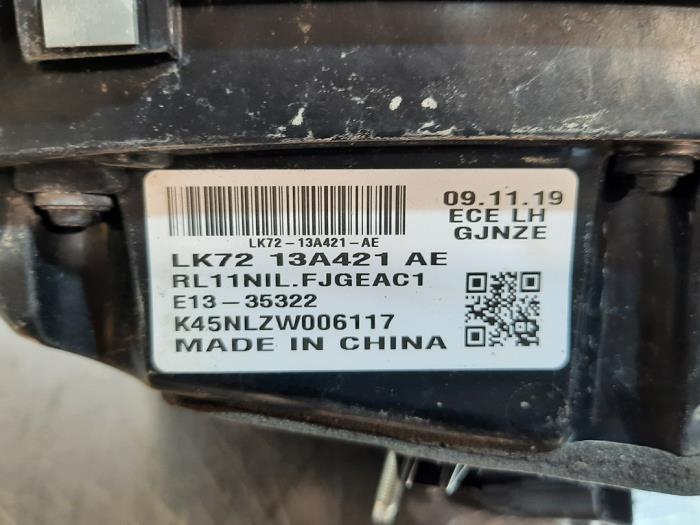 09.11.19
ECE LH
GJNZE
LK72-13A421-AE
LK72 13A421 AE
RL11NIL.FJGEAC1
E13-35322
K45NLZW006117
MADE IN CHINA